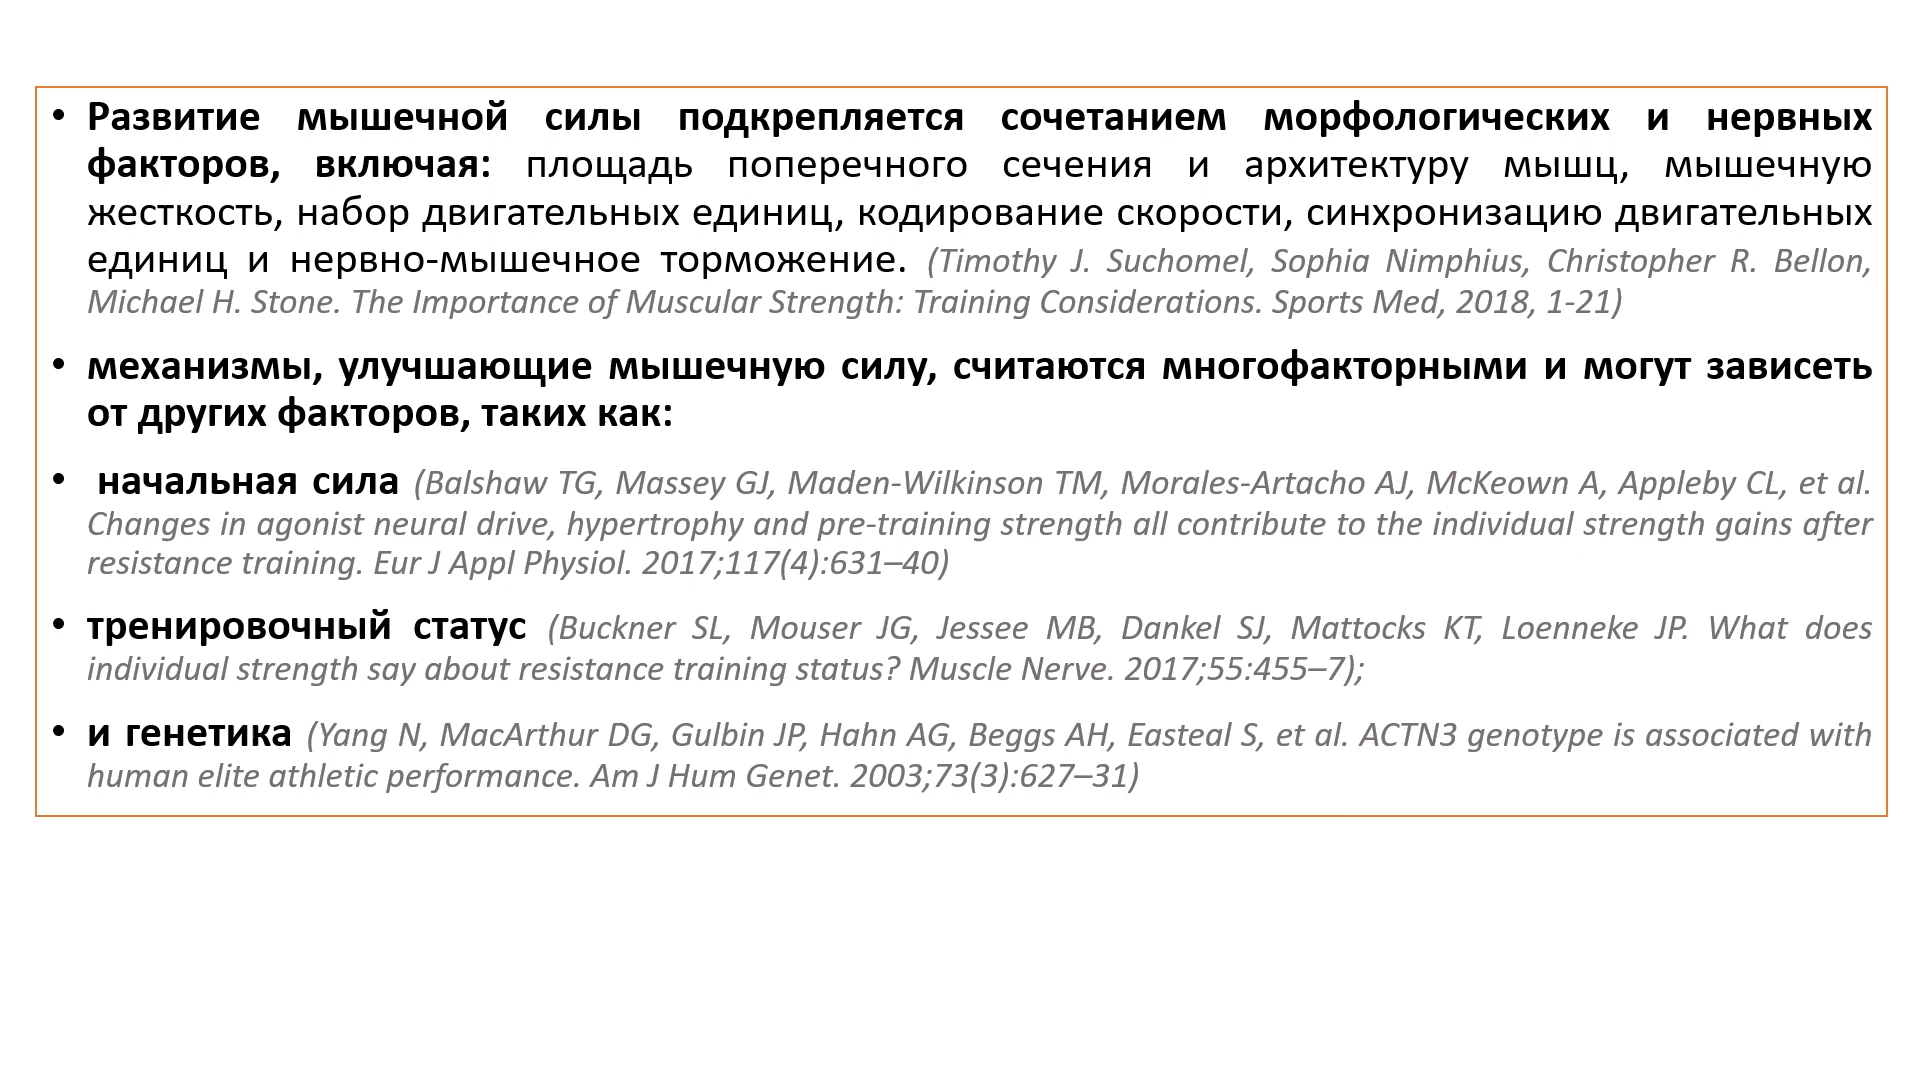 • Развитие мышечной силы подкрепляется сочетанием морфологических и нервных
факторов, включая: площадь поперечного сечения и архитектуру мышц, мышечную
жесткость, набор двигательных единиц, кодирование скорости, синхронизацию двигательных
единиц и нервно-мышечное торможение. (Timothy J. Suchomel, Sophia Nimphius, Christopher R. Bellon,
Michael H. Stone. The Importance of Muscular Strength: Training Considerations. Sports Med, 2018, 1-21)
• механизмы, улучшающие мышечную силу, считаются многофакторными и могут зависеть
от других факторов, таких как:
• начальная сила (Balshaw TG, Massey GJ, Maden-Wilkinson TM, Morales-Artacho AJ, McKeown A, Appleby CL, et al.
Changes in agonist neural drive, hypertrophy and pre-training strength all contribute to the individual strength gains after
resistance training. Eur J Appl Physiol. 2017;117(4):631–40)
• тренировочный статус (Buckner SL, Mouser JG, Jessee MB, Dankel SJ, Mattocks KT, Loenneke JP. What does
individual strength say about resistance training status? Muscle Nerve. 2017;55:455–7);
• и генетика (Yang N, MacArthur DG, Gulbin JP, Hahn AG, Beggs AH, Easteal S, et al. ACTN3 genotype is associated with
human elite athletic performance. Am J Hum Genet. 2003;73(3):627–31)